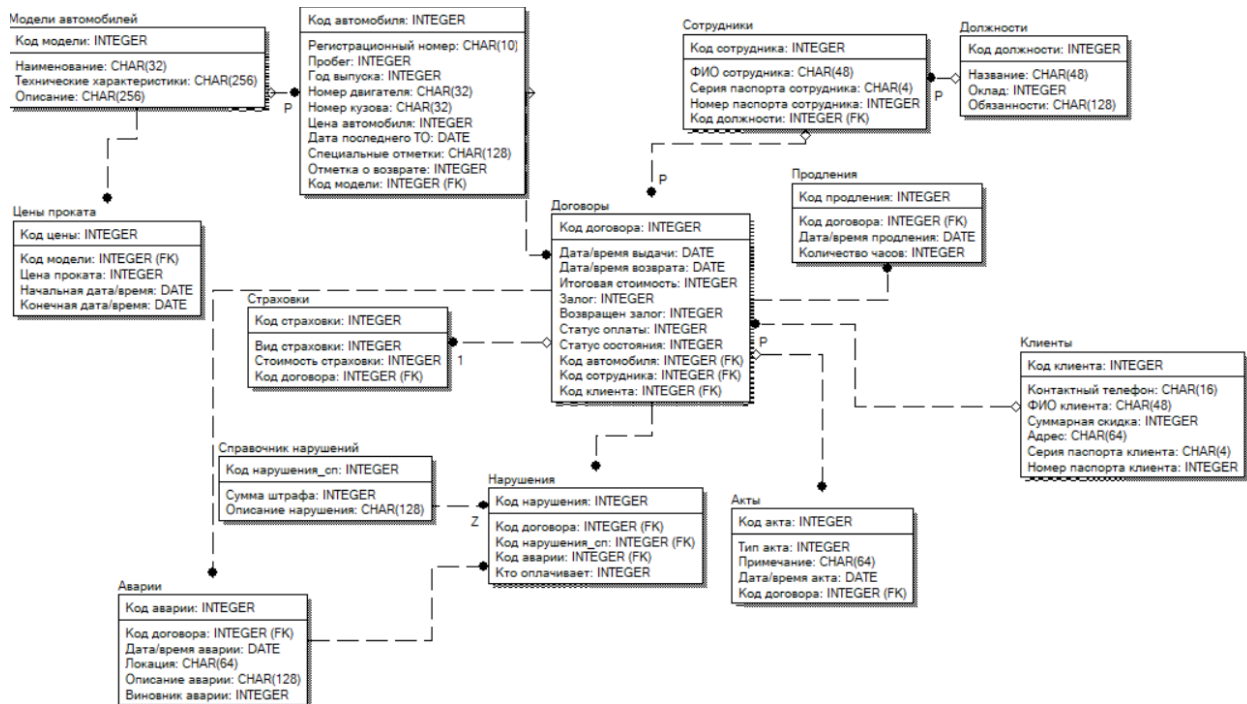 Модели автомобилей
Код модели: INTEGER
Наименование: CHAR(32)
Технические характеристики: CHAR(256)
Описание: CHAR(256)
P
Код автомобиля: INTEGER
Регистрационный номер: CHAR(10)
Пробег: INTEGER
Год выпуска: INTEGER
Номер двигателя: CHAR(32)
Номер кузова: CHAR(32)
Цена автомобиля: INTEGER
Дата последнего ТО: DATE
Специальные отметки: CHAR(128)
Отметка о возврате: INTEGER
Код модели: INTEGER (FK)
Сотрудники
Код сотрудника: INTEGER
ФИО сотрудника: CHAR(48)
Серия паспорта сотрудника: CHAR(4)
Номер паспорта сотрудника: INTEGER
Код должности: INTEGER (FK)
P
Должности
Код должности: INTEGER
Название: CHAR(48)
Оклад: INTEGER
Обязанности: CHAR(128)
P
Продления
Код продления: INTEGER
Код договора: INTEGER (FK)
Дата/время продления: DATE
Количество часов: INTEGER
Цены проката
Код цены: INTEGER
Код модели: INTEGER (FK)
Цена проката: INTEGER
Начальная дата/время: DATE
Конечная дата/время: DATE
Договоры
Код договора: INTEGER
Дата/время выдачи: DATE
Дата/время возврата: DATE
Итоговая стоимость: INTEGER
Залог: INTEGER
Возвращен залог: INTEGER
Статус оплаты: INTEGER
Статус состояния: INTEGER
Код автомобиля: INTEGER (FK)
Код сотрудника: INTEGER (FK)
Код клиента: INTEGER (FK)
P
Страховки
Код страховки: INTEGER
Вид страховки: INTEGER
Стоимость страховки: INTEGER
Код договора: INTEGER (FK)
1
Клиенты
Код клиента: INTEGER
Контактный телефон: CHAR(16)
ФИО клиента: CHAR(48)
Суммарная скидка: INTEGER
Адрес: CHAR(64)
Серия паспорта клиента: CHAR(4)
Номер паспорта клиента: INTEGER
Справочник нарушений
Код нарушения_сп: INTEGER
Сумма штрафа: INTEGER
Описание нарушения: CHAR(128)
Z
Нарушения
Код нарушения: INTEGER
Код договора: INTEGER (FK)
Код нарушения_сп: INTEGER (FK)
Код аварии: INTEGER (FK)
Кто оплачивает: INTEGER
Акты
Код акта: INTEGER
Тип акта: INTEGER
Примечание: CHAR(64)
Дата/время акта: DATE
Код договора: INTEGER (FK)
Аварии
Код аварии: INTEGER
Код договора: INTEGER (FK)
Дата/время аварии: DATE
Локация: CHAR(64)
Описание аварии: CHAR(128)
Виновник аварии: INTEGER